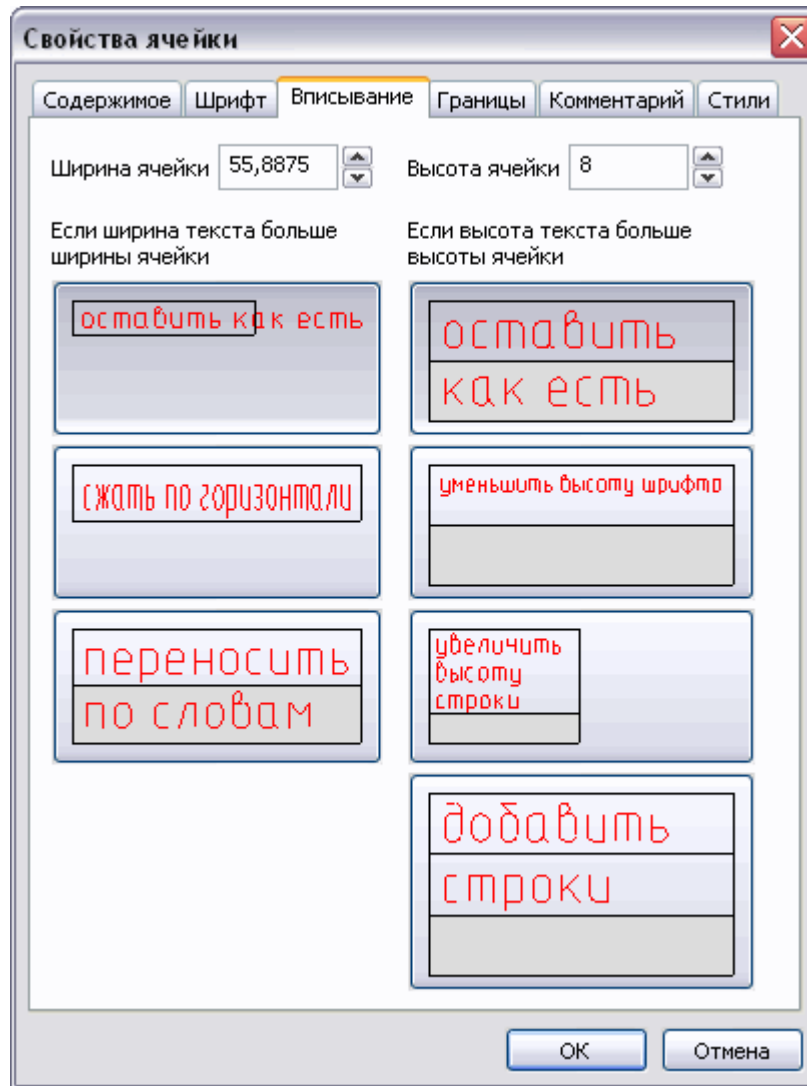 Свойства ячейки
Содержимое Шрифт Вписывание Границы Комментарий Стили
Ширина ячейки 55,8875 Высота ячейки 8
Если ширина текста больше
ширины ячейки
Если высота текста больше
высоты ячейки
оставить как есть
сжать по горизонтали
переносить
по словам
оставить
как есть
уменьшить высоту шрифта
увеличить
высоту
строки
добавить
строки
ОК Отмена